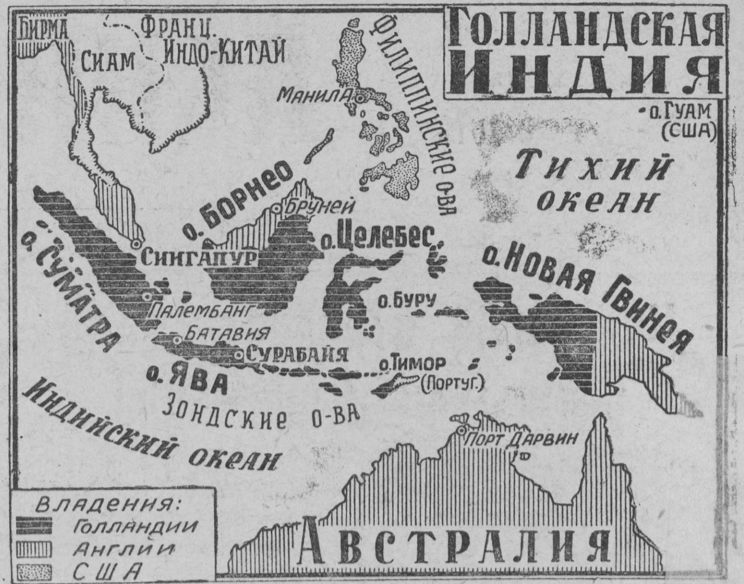 Голландская
Индия
Бирма
Сиам
Франц.
Индо-Китай
Филиппинские о-ва
Манила
о. Гуам
(США)
Тихий
океан
о. Борнео
Бруней
о. Целебес
Сингапур
о. Суматра
Палембанг
о. Буру
о. Новая Гвинея
Батавия
Сурабайя
о. Ява
о. Тимор
(Португ.)
Зондские о-ва
Индийский океан
Порт Дарвин
Австралия
Владения:
Голландии
Англии
США